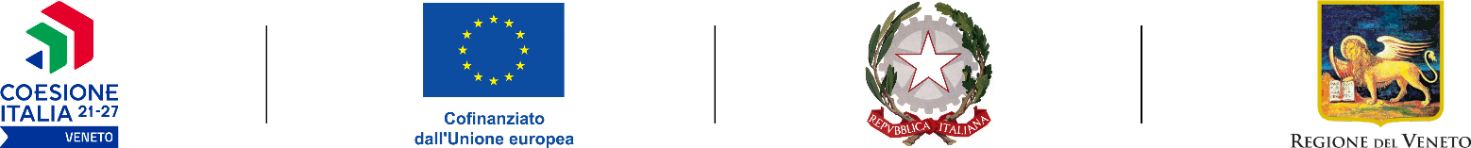 COESIONE
ITALIA 21-27
VENETO
Cofinanziato
dall'Unione europea
REPVBBLICA ITALIANA
REGIONE DEL VENETO